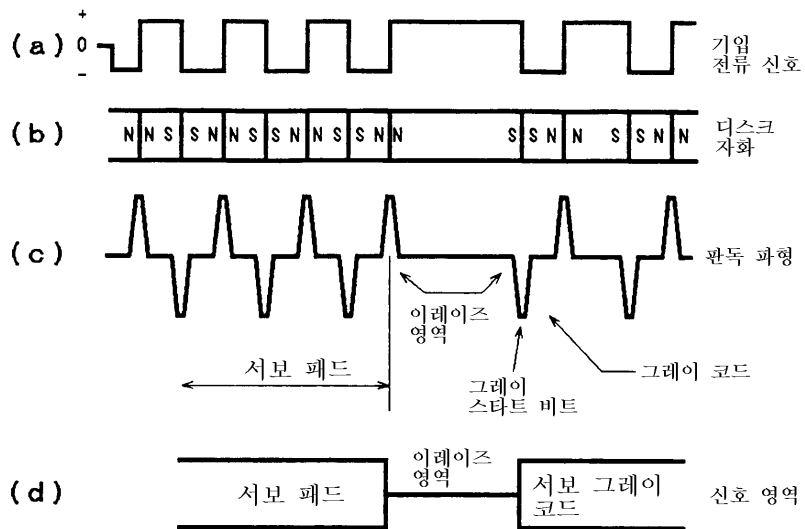 (a)
+
0
-
기입
전류 신호
(b)
N N S S N N S S N N S S N N S S N N S S N N
디스크
자화
(c)
판독 파형
이레이즈
영역
서보 패드
그레이
스타트 비트
그레이 코드
(d)
서보 패드
이레이즈
영역
서보 그레이
코드
신호 영역